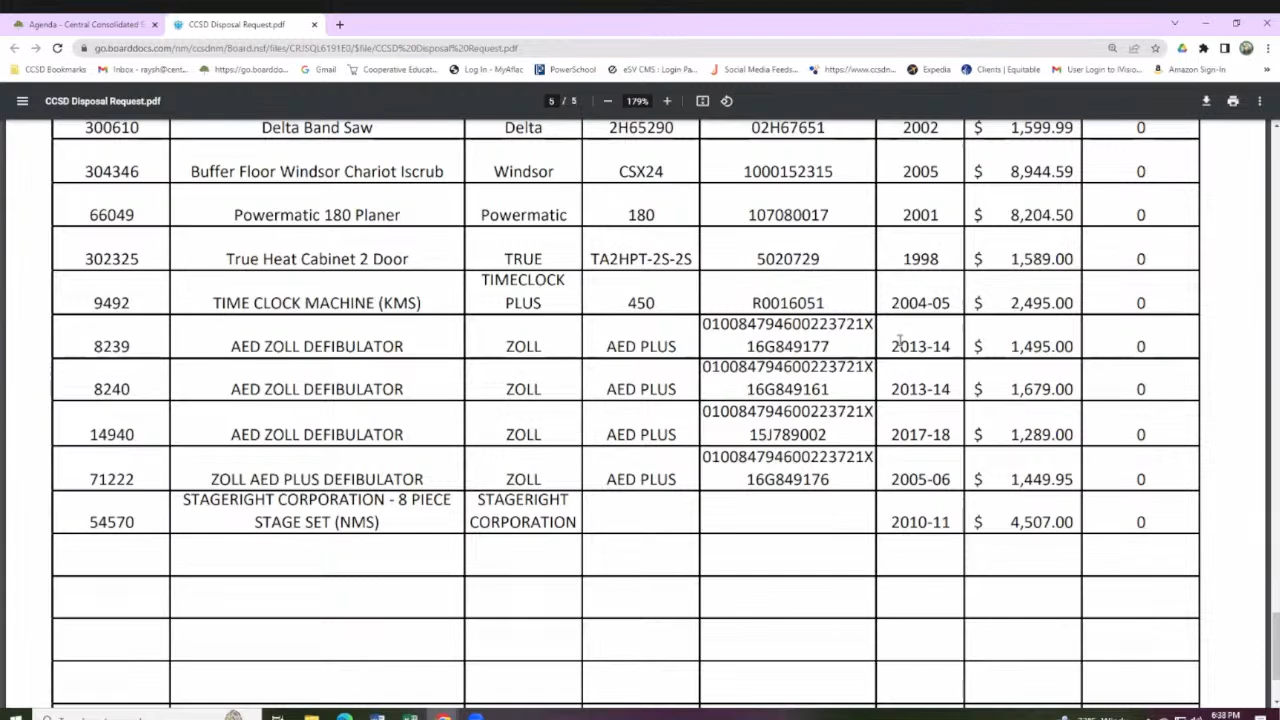 Agenda - Central Consolidated S
CCSD Disposal Request.pdf
go.boarddocs.com/nm/ccsdnm/Board.nsf/files/CRJSQL6191E0/$file/CCSD%20Disposal%20Request.pdf
CCSD Bookmarks Inbox - raysh@cent... https://go.boarddo... Gmail Cooperative Educat... Log In - MyAflac PowerSchool eSV CMS : Login Pa... Social Media Feeds... https://www.ccsdn... Expedia Clients | Equitable User Login to iVisio... Amazon Sign-In »
CCSD Disposal Request.pdf 5 / 5 179%
300610 Delta Band Saw Delta 2H65290 02H67651 2002 $ 1,599.99 0
304346 Buffer Floor Windsor Chariot Iscrub Windsor CSX24 1000152315 2005 $ 8,944.59 0
66049 Powermatic 180 Planer Powermatic 180 107080017 2001 $ 8,204.50 0
302325 True Heat Cabinet 2 Door TRUE TA2HPT-2S-2S 5020729 1998 $ 1,589.00 0
TIMECLOCK
9492 TIME CLOCK MACHINE (KMS) PLUS 450 R0016051 2004-05 $ 2,495.00 0
010084794600223721X
8239 AED ZOLL DEFIBULATOR ZOLL AED PLUS 16G849177 2013-14 $ 1,495.00 0
010084794600223721X
8240 AED ZOLL DEFIBULATOR ZOLL AED PLUS 16G849161 2013-14 $ 1,679.00 0
010084794600223721X
14940 AED ZOLL DEFIBULATOR ZOLL AED PLUS 15J789002 2017-18 $ 1,289.00 0
010084794600223721X
71222 ZOLL AED PLUS DEFIBULATOR ZOLL AED PLUS 16G849176 2005-06 $ 1,449.95 0
STAGERIGHT CORPORATION - 8 PIECE STAGERIGHT
54570 STAGE SET (NMS) CORPORATION 2010-11 $ 4,507.00 0
6:38 PM